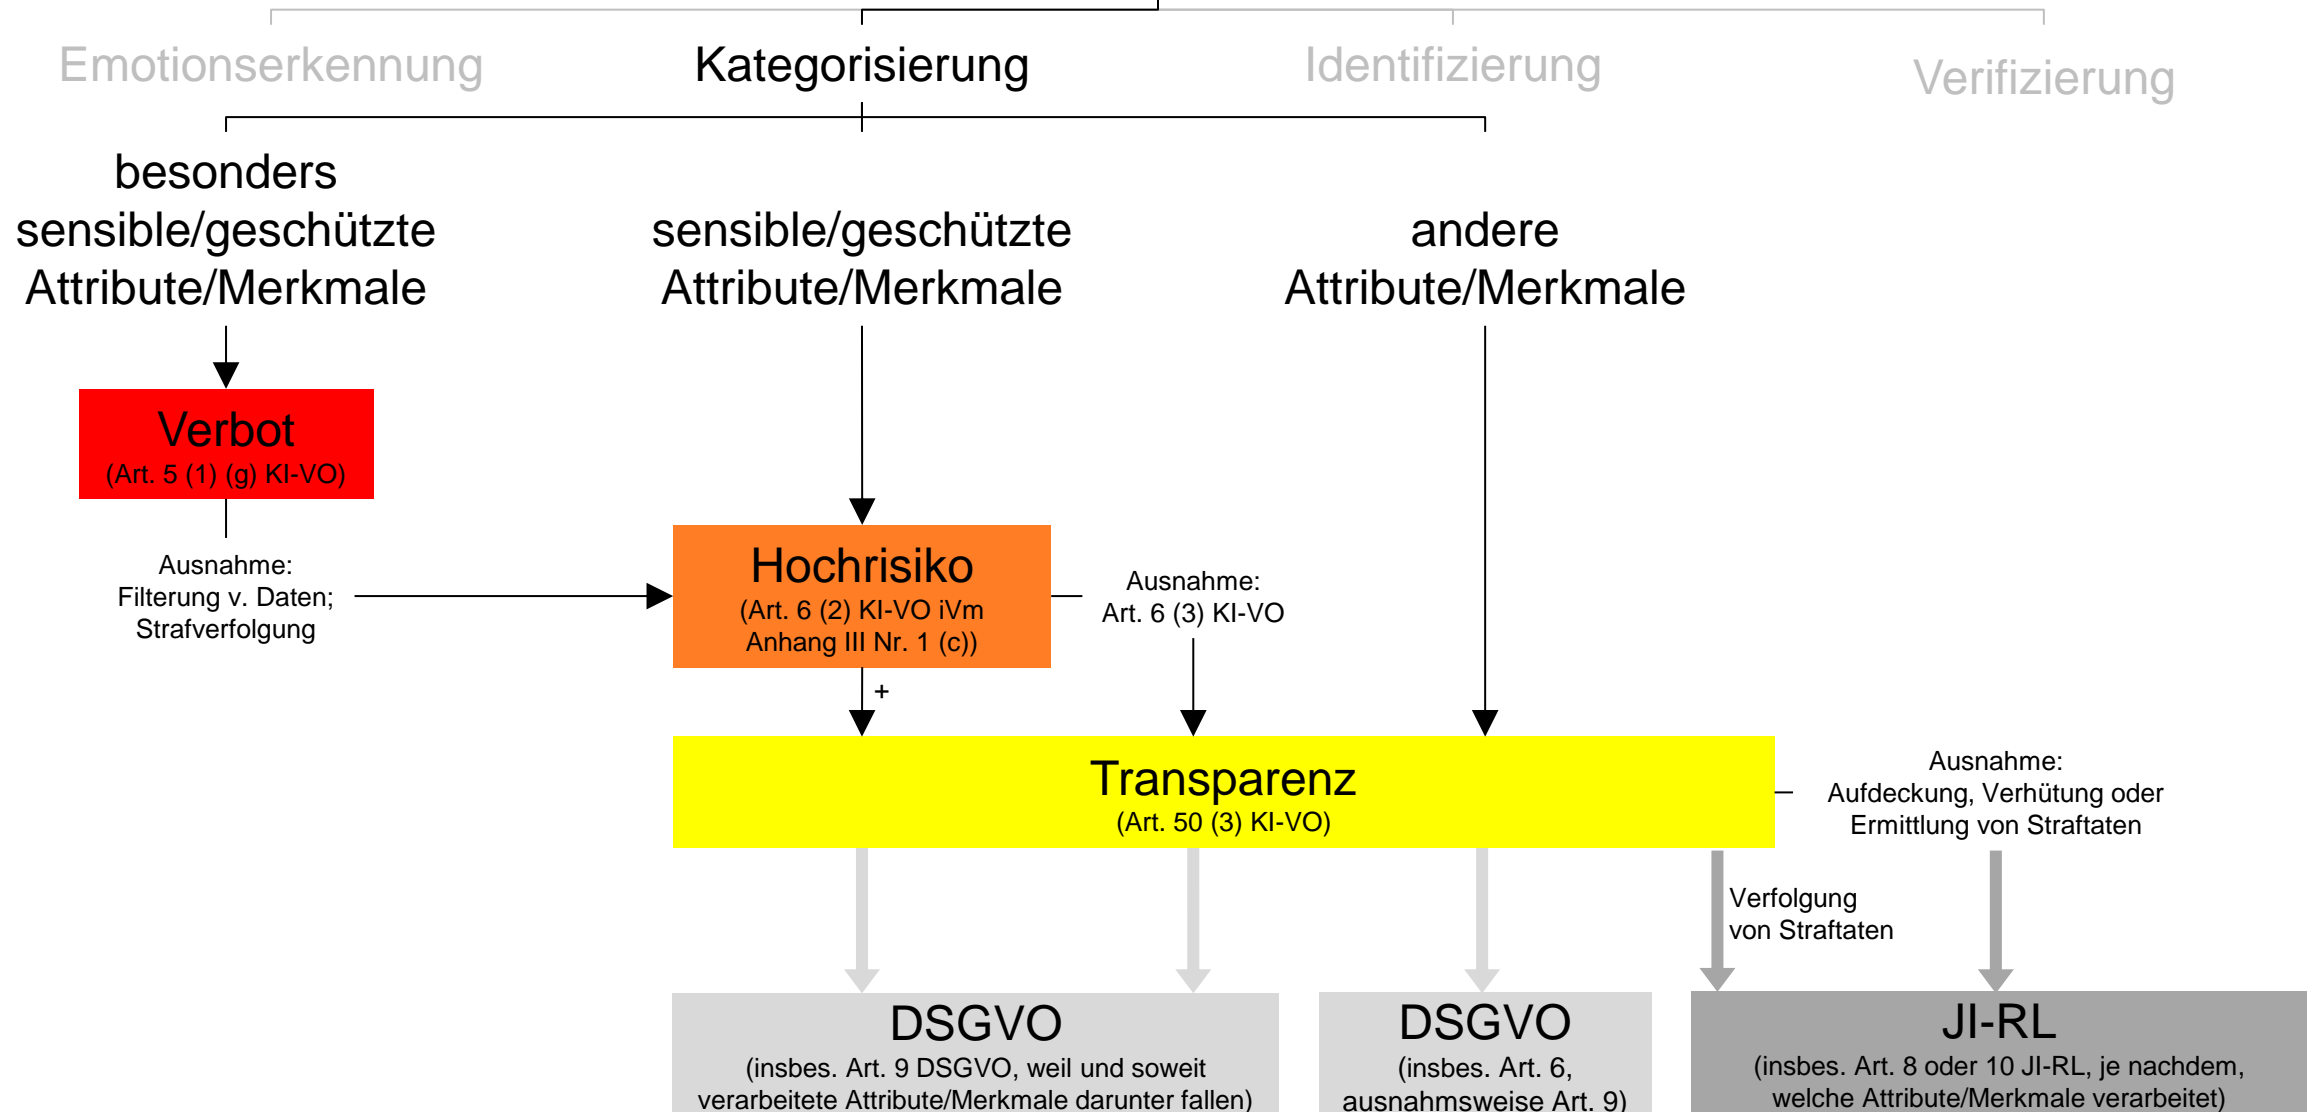 Emotionserkennung
Kategorisierung
Identifizierung
Verifizierung
besonders
sensible/geschützte
Attribute/Merkmale
sensible/geschützte
Attribute/Merkmale
andere
Attribute/Merkmale
Verbot
(Art. 5 (1) (g) KI-VO)
Ausnahme:
Filterung v. Daten;
Strafverfolgung
Hochrisiko
(Art. 6 (2) KI-VO iVm
Anhang III Nr. 1 (c))
Ausnahme:
Art. 6 (3) KI-VO
+
Transparenz
(Art. 50 (3) KI-VO)
Ausnahme:
Aufdeckung, Verhütung oder
Ermittlung von Straftaten
Verfolgung
von Straftaten
DSGVO
(insbes. Art. 9 DSGVO, weil und soweit
verarbeitete Attribute/Merkmale darunter fallen)
DSGVO
(insbes. Art. 6,
ausnahmsweise Art. 9)
JI-RL
(insbes. Art. 8 oder 10 JI-RL, je nachdem,
welche Attribute/Merkmale verarbeitet)